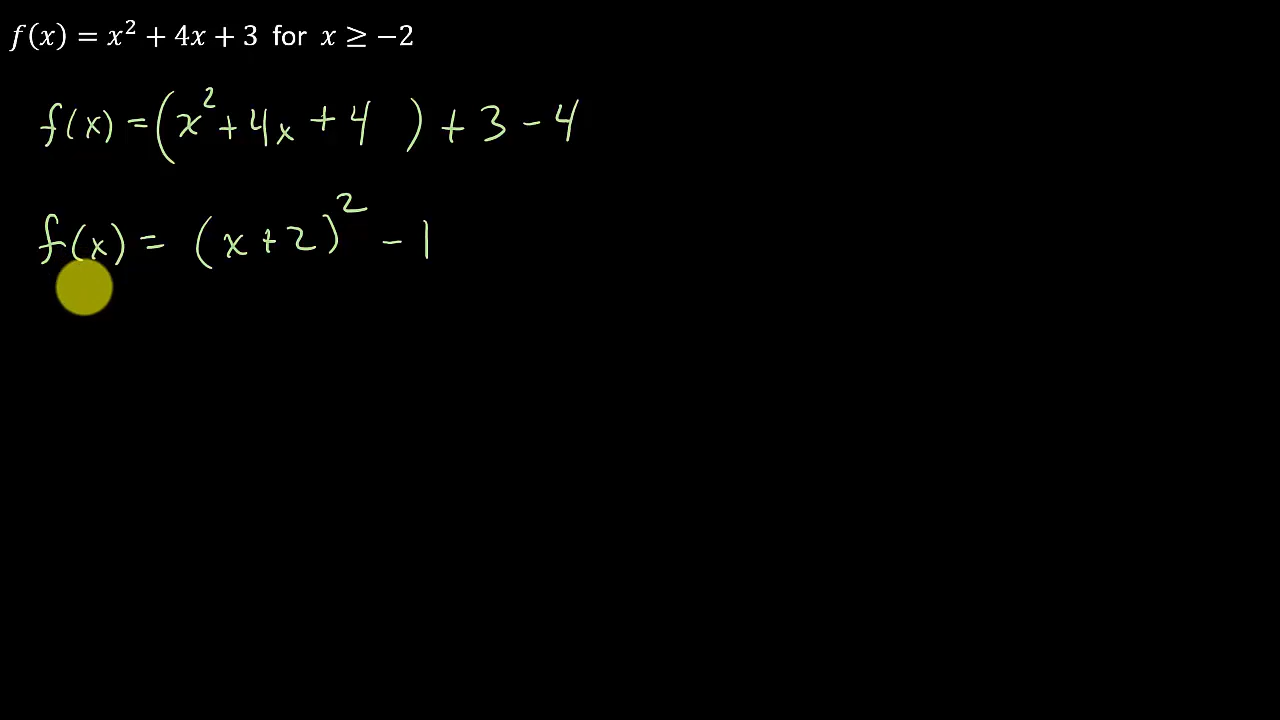 f(x) = x² + 4x + 3 for x ≥ −2
f(x) = (x² + 4x + 4 ) + 3 − 4
f(x) = (x + 2)² − 1